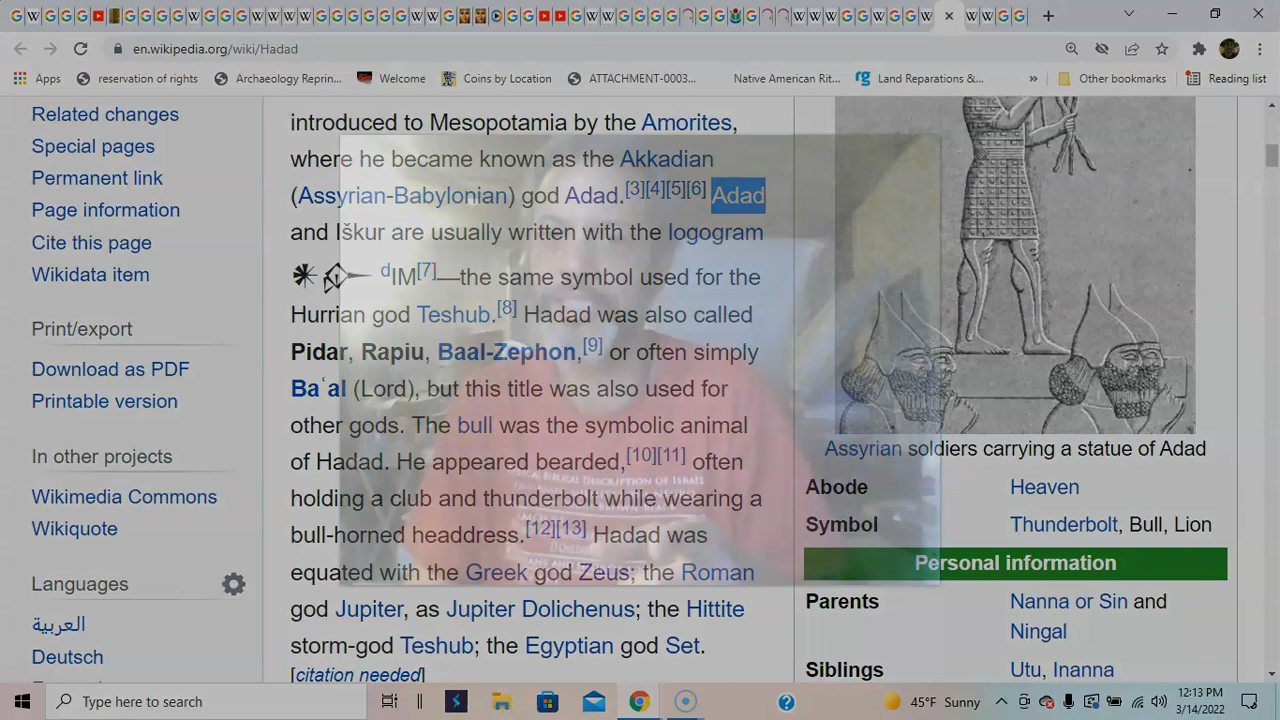 en.wikipedia.org/wiki/Hadad
Apps
reservation of rights
Archaeology Reprin...
Welcome
Coins by Location
ATTACHMENT-0003...
Native American Rit...
Land Reparations &...
»
Other bookmarks
Reading list
Related changes
Special pages
Permanent link
Page information
Cite this page
Wikidata item
Print/export
Download as PDF
Printable version
In other projects
Wikimedia Commons
Wikiquote
Languages
العربية
Deutsch
introduced to Mesopotamia by the Amorites,
where he became known as the Akkadian
(Assyrian-Babylonian) god Adad.[3][4][5][6] Adad
and Iškur are usually written with the logogram
dIM[7]—the same symbol used for the
Hurrian god Teshub.[8] Hadad was also called
Pidar, Rapiu, Baal-Zephon,[9] or often simply
Baʿal (Lord), but this title was also used for
other gods. The bull was the symbolic animal
of Hadad. He appeared bearded,[10][11] often
holding a club and thunderbolt while wearing a
bull-horned headdress.[12][13] Hadad was
equated with the Greek god Zeus; the Roman
god Jupiter, as Jupiter Dolichenus; the Hittite
storm-god Teshub; the Egyptian god Set.
[citation needed]
Assyrian soldiers carrying a statue of Adad
Abode Heaven
Symbol Thunderbolt, Bull, Lion
Personal information
Parents Nanna or Sin and
Ningal
Siblings Utu, Inanna
BIBLICAL DESCRIPTION OF ISRAEL
Type here to search
45°F Sunny
12:13 PM
3/14/2022